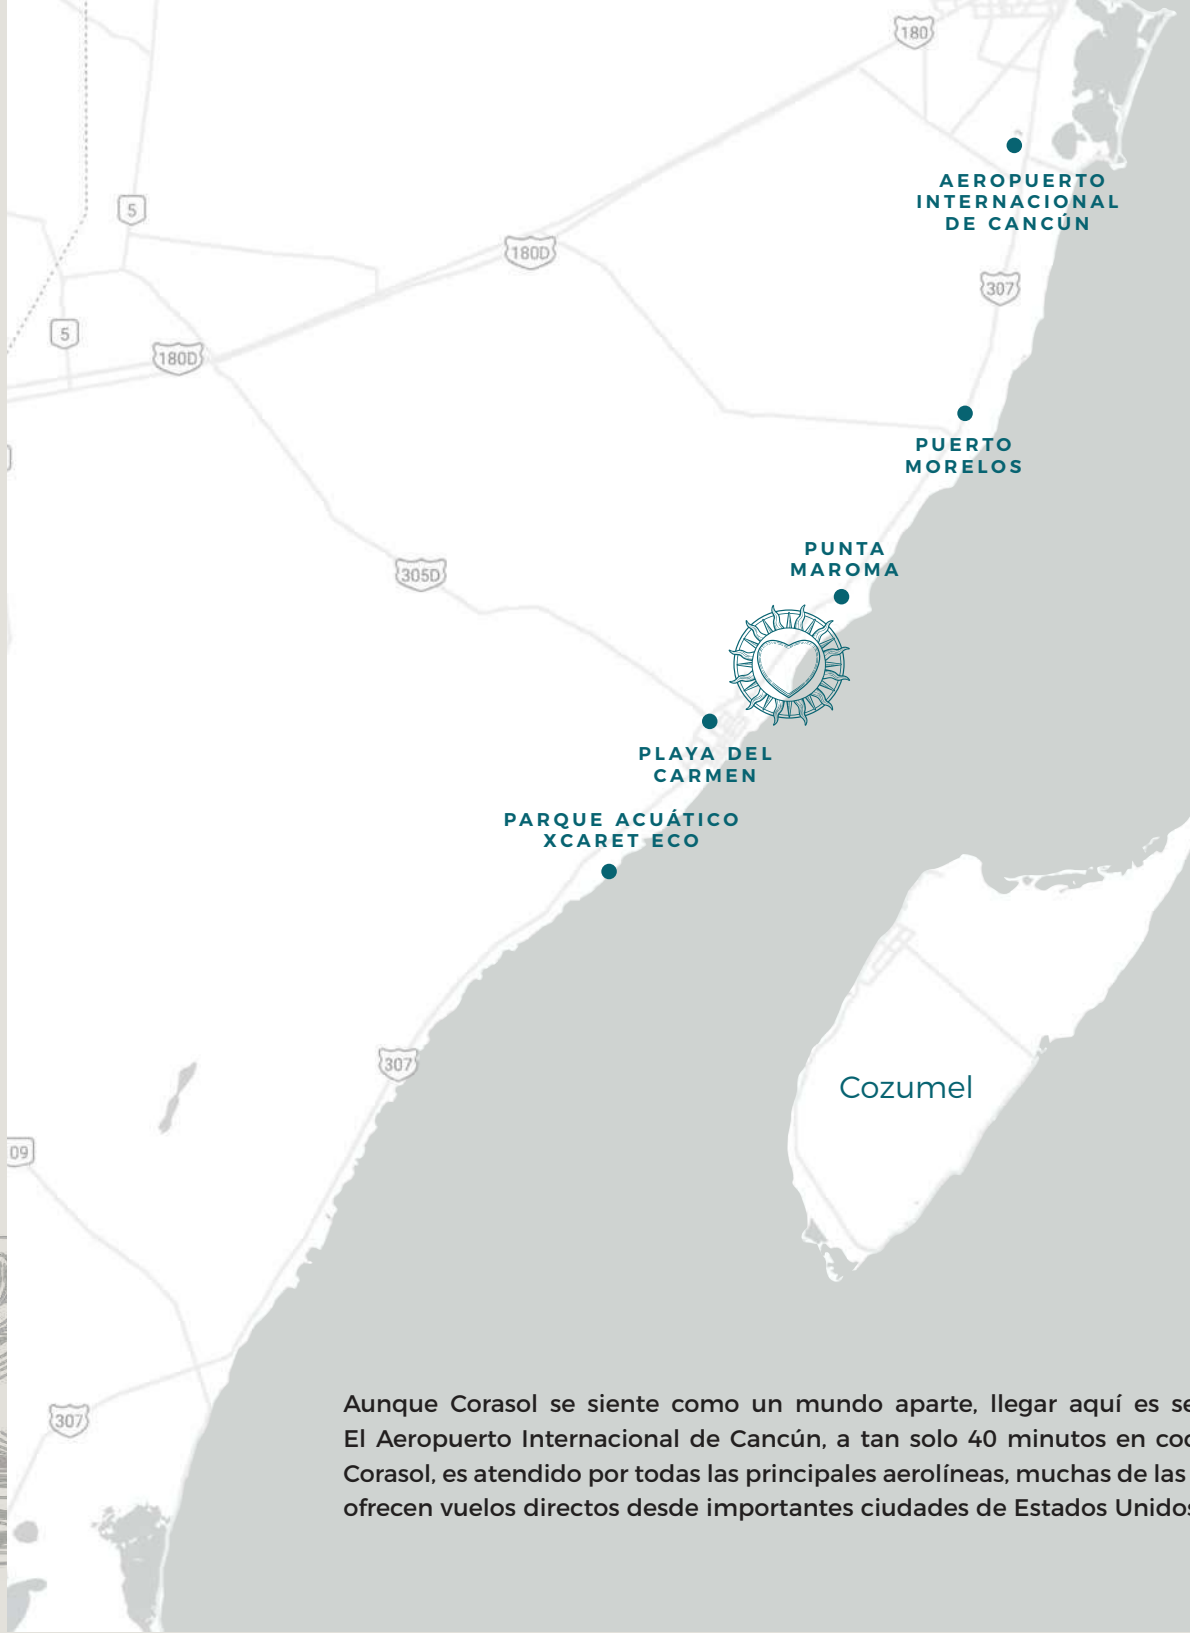 180
AEROPUERTO
INTERNACIONAL
DE CANCÚN
5
180D
307
5
180D
PUERTO
MORELOS
PUNTA
MAROMA
305D
PLAYA DEL
CARMEN
PARQUE ACUÁTICO
XCARET ECO
307
Cozumel
09
307
Aunque Corasol se siente como un mundo aparte, llegar aquí es se
El Aeropuerto Internacional de Cancún, a tan solo 40 minutos en coc
Corasol, es atendido por todas las principales aerolíneas, muchas de las
ofrecen vuelos directos desde importantes ciudades de Estados Unidos